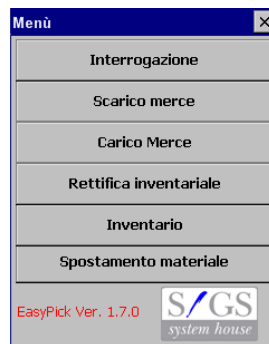 Menù
Interrogazione
Scarico merce
Carico Merce
Rettifica inventariale
Inventario
Spostamento materiale
EasyPick Ver. 1.7.0
S/GS
system house